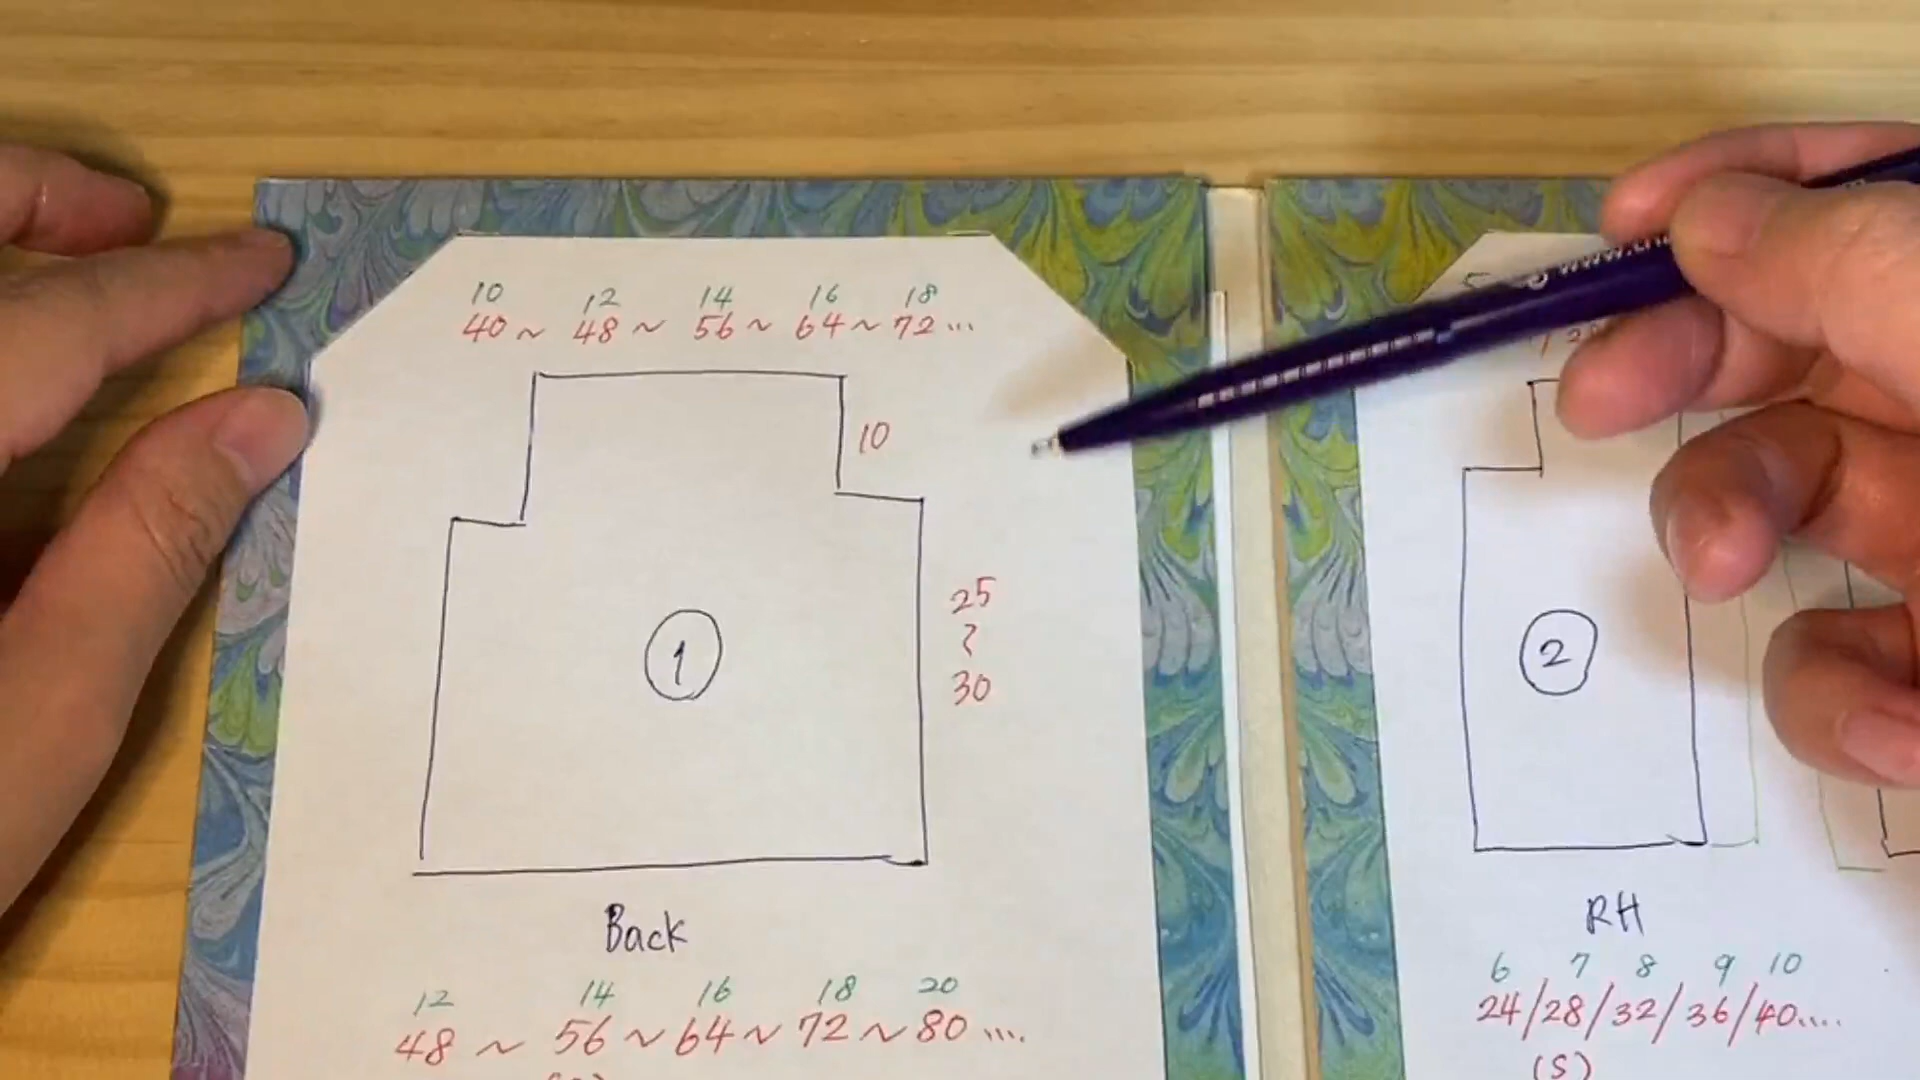 10 12 14 16 18
40 ~ 48 ~ 56 ~ 64 ~ 72 ...
10
25
~
30
1
Back
12 14 16 18 20
48 ~ 56 ~ 64 ~ 72 ~ 80 ....
2
RH
6 7 8 9 10
24/28/32/36/40....
(S)